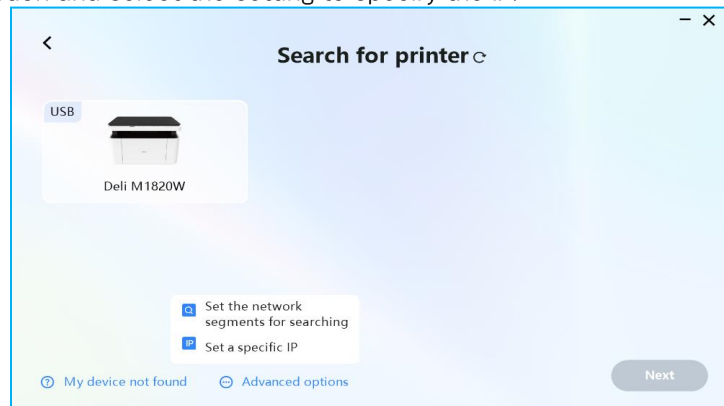 Search for printer
USB
Deli M1820W
Set the network
segments for searching
IP
Set a specific IP
My device not found
Advanced options
Next